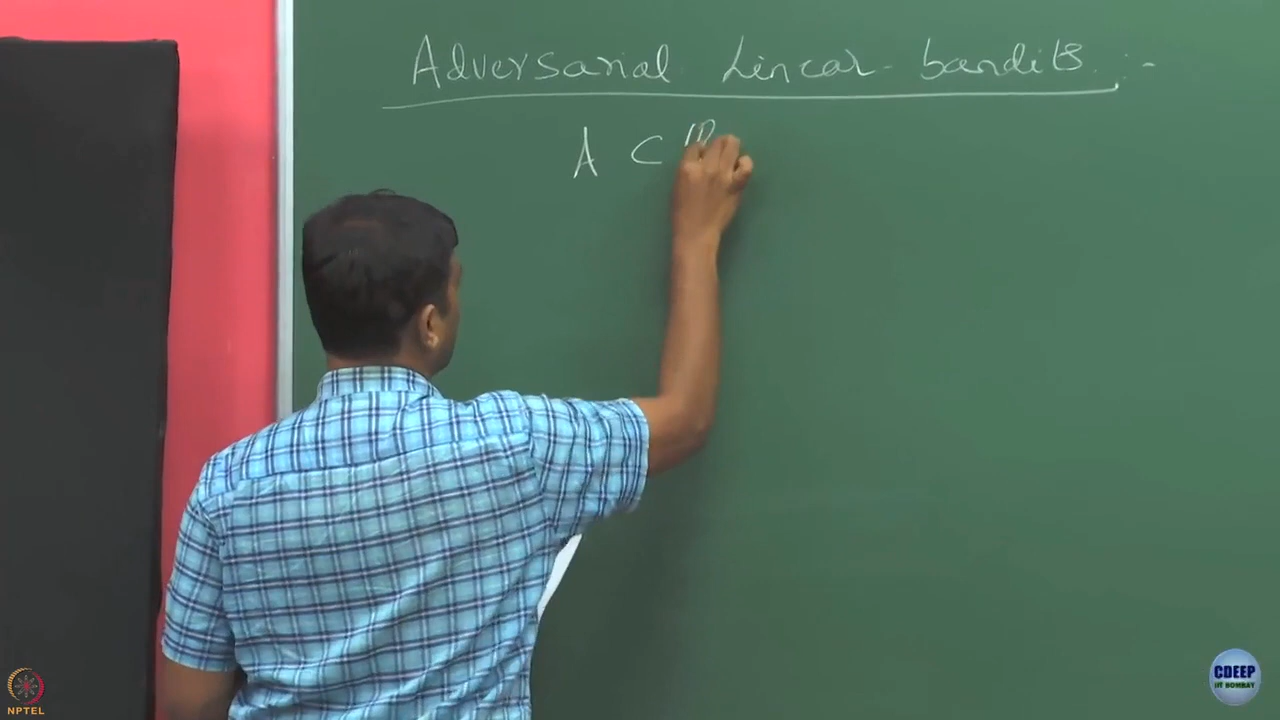 Adversarial Linear bandits :-
A ⊂ R
NPTEL
CDEEP
IIT BOMBAY